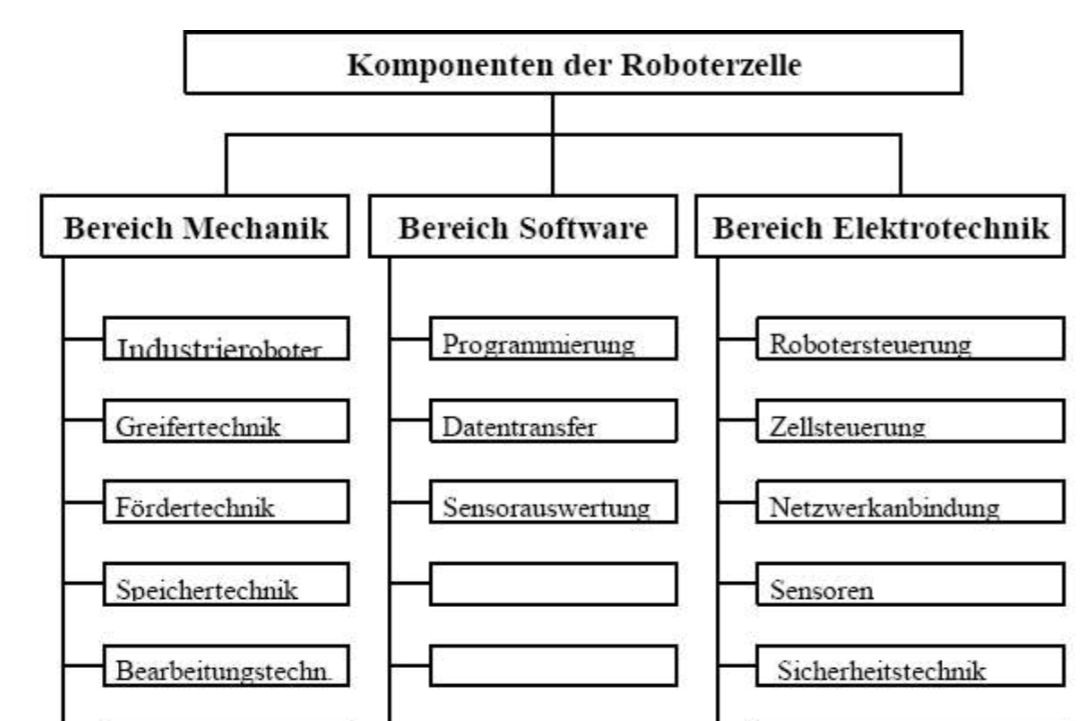 Komponenten der Roboterzelle
Bereich Mechanik
Industrieroboter
Greifertechnik
Fördertechnik
Speichertechnik
Bearbeitungstechn.
Bereich Software
Programmierung
Datentransfer
Sensorauswertung
Bereich Elektrotechnik
Robotersteuerung
Zellsteuerung
Netzwerkanbindung
Sensoren
Sicherheitstechnik